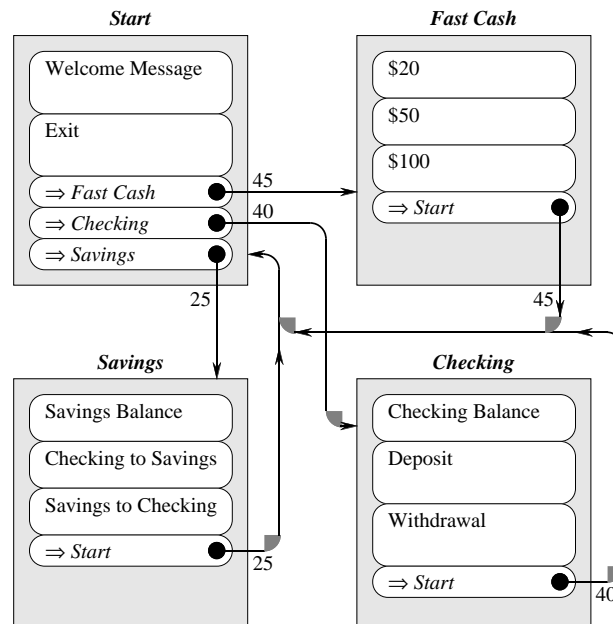 Start
Welcome Message
Exit
⇒ Fast Cash
45
⇒ Checking
40
⇒ Savings
25
Fast Cash
$20
$50
$100
⇒ Start
45
Savings
Savings Balance
Checking to Savings
Savings to Checking
⇒ Start
25
Checking
Checking Balance
Deposit
Withdrawal
⇒ Start
40